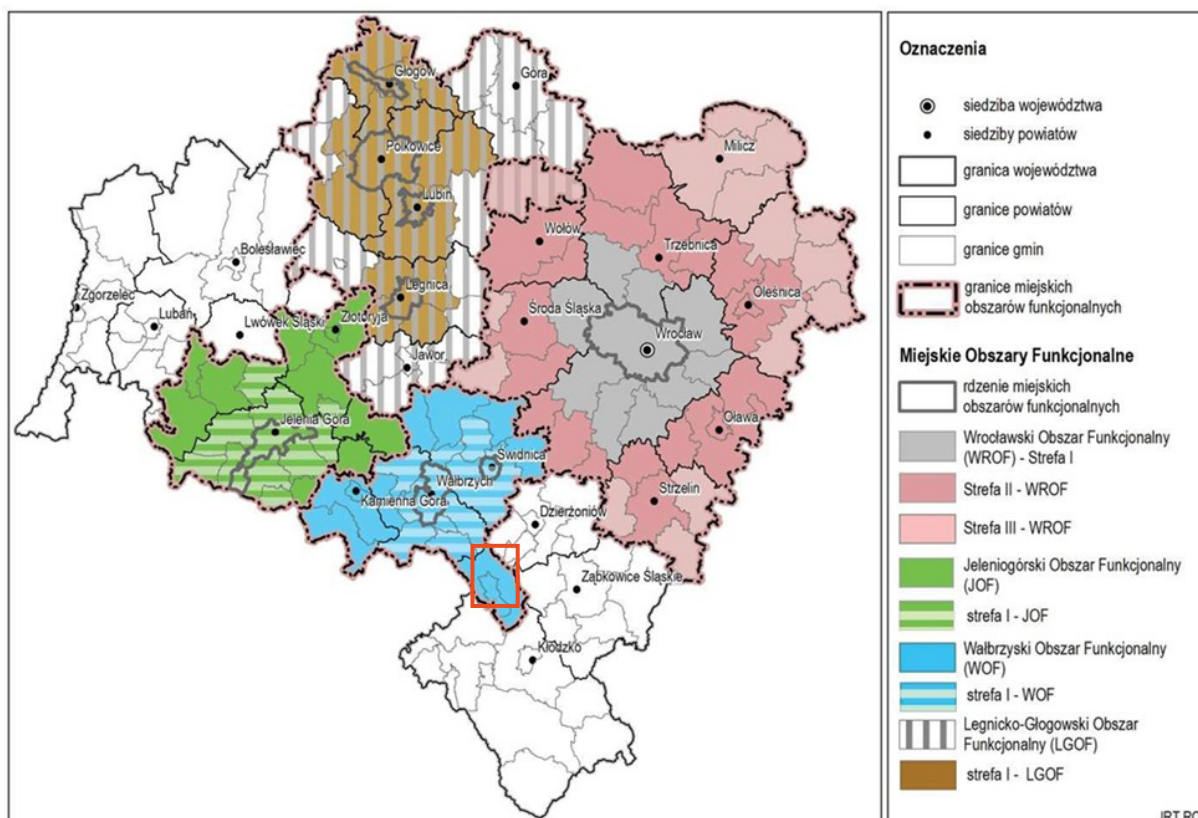 Głogów
Góra
Polkowice
Milicz
Lubin
Wołów
Trzebnica
Bolesławiec
Oleśnica
Legnica
Zgorzelec
Środa Śląska
Lubań
Lwówek Śląski
Złotoryja
Wrocław
Jawor
Jelenia Góra
Oława
Świdnica
Wałbrzych
Kamienna Góra
Strzelin
Dzierżoniów
Ząbkowice Śląskie
Kłodzko
Oznaczenia
siedziba województwa
siedziby powiatów
granica województwa
granice powiatów
granice gmin
granice miejskich
obszarów funkcjonalnych
Miejskie Obszary Funkcjonalne
rdzenie miejskich
obszarów funkcjonalnych
Wrocławski Obszar Funkcjonalny
(WROF) - Strefa I
Strefa II - WROF
Strefa III - WROF
Jeleniogórski Obszar Funkcjonalny
(JOF)
strefa I - JOF
Wałbrzyski Obszar Funkcjonalny
(WOF)
strefa I - WOF
Legnicko-Głogowski Obszar
Funkcjonalny (LGOF)
strefa I - LGOF